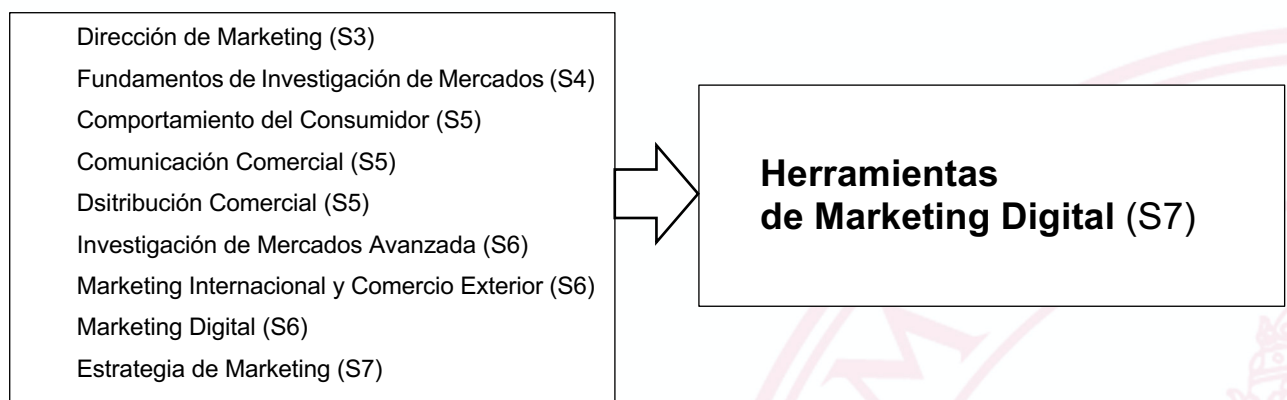 Dirección de Marketing (S3)
Fundamentos de Investigación de Mercados (S4)
Comportamiento del Consumidor (S5)
Comunicación Comercial (S5)
Dsitribución Comercial (S5)
Investigación de Mercados Avanzada (S6)
Marketing Internacional y Comercio Exterior (S6)
Marketing Digital (S6)
Estrategia de Marketing (S7)
Herramientas
de Marketing Digital (S7)
M